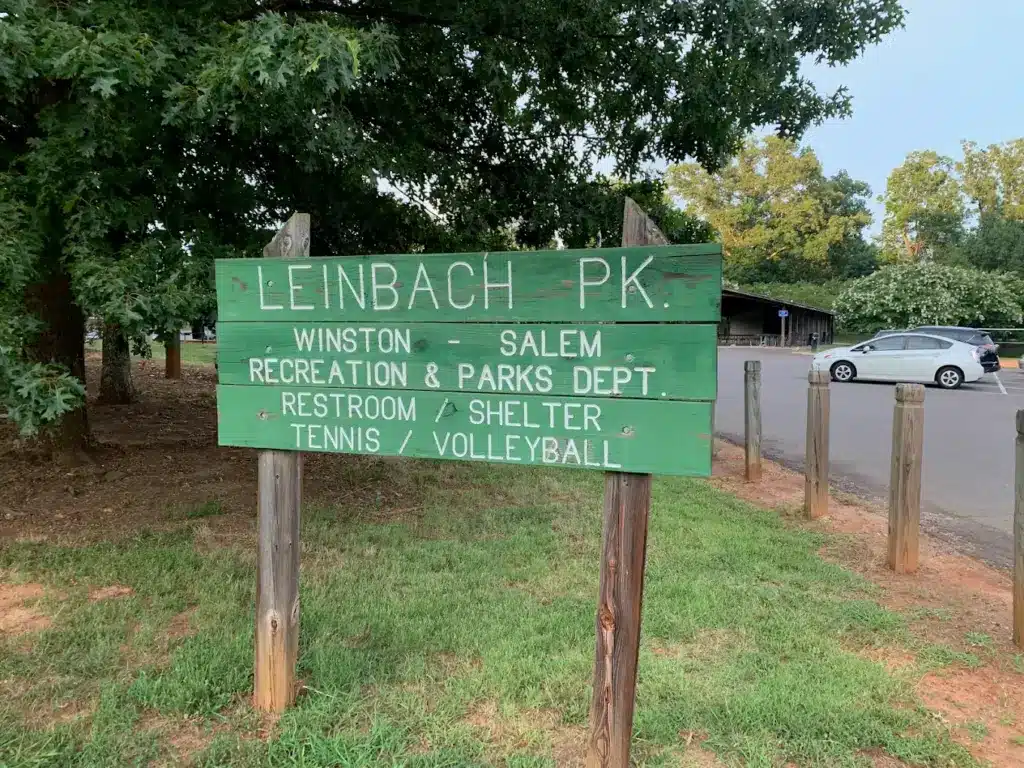 LEINBACH PK.
WINSTON - SALEM
RECREATION & PARKS DEPT.
RESTROOM / SHELTER
TENNIS / VOLLEYBALL